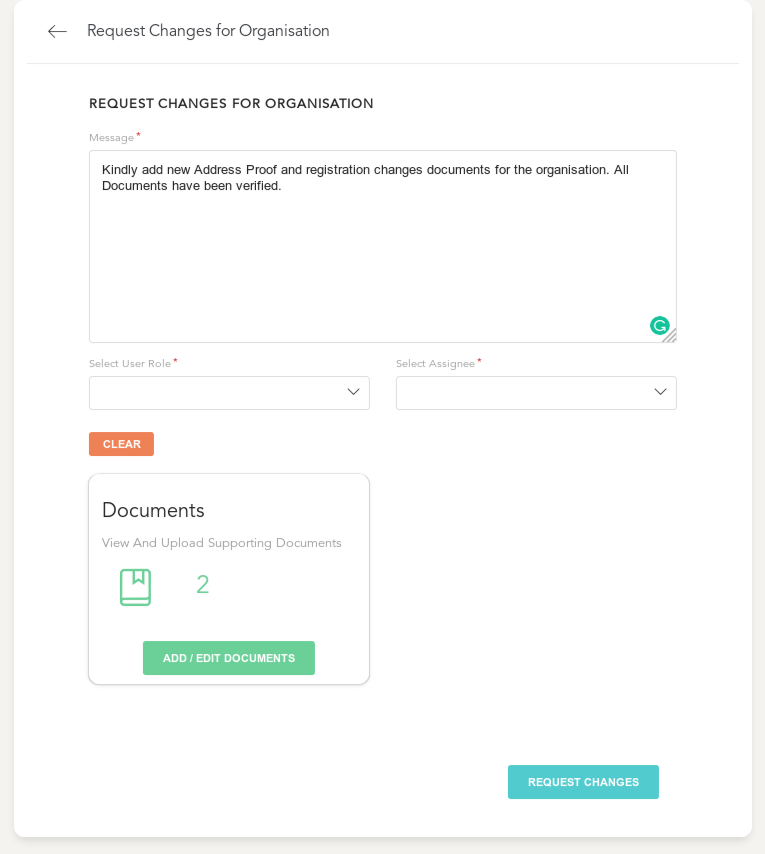 Request Changes for Organisation
REQUEST CHANGES FOR ORGANISATION
Message *
Kindly add new Address Proof and registration changes documents for the organisation. All
Documents have been verified.
Select User Role *
Select Assignee *
CLEAR
Documents
View And Upload Supporting Documents
2
ADD / EDIT DOCUMENTS
REQUEST CHANGES